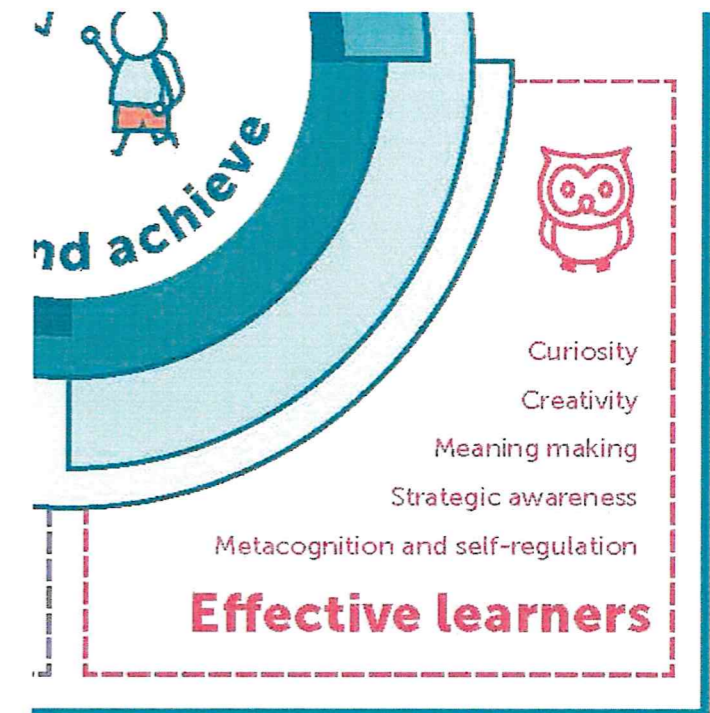 nd achieve
Curiosity
Creativity
Meaning making
Strategic awareness
Metacognition and self-regulation
Effective learners